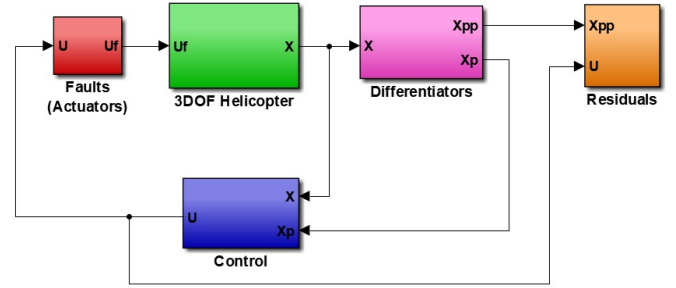 U Uf
Faults
(Actuators)
Uf X
3DOF Helicopter
X Xpp
Xp
Differentiators
Xpp
U
Residuals
X
U
Xp
Control